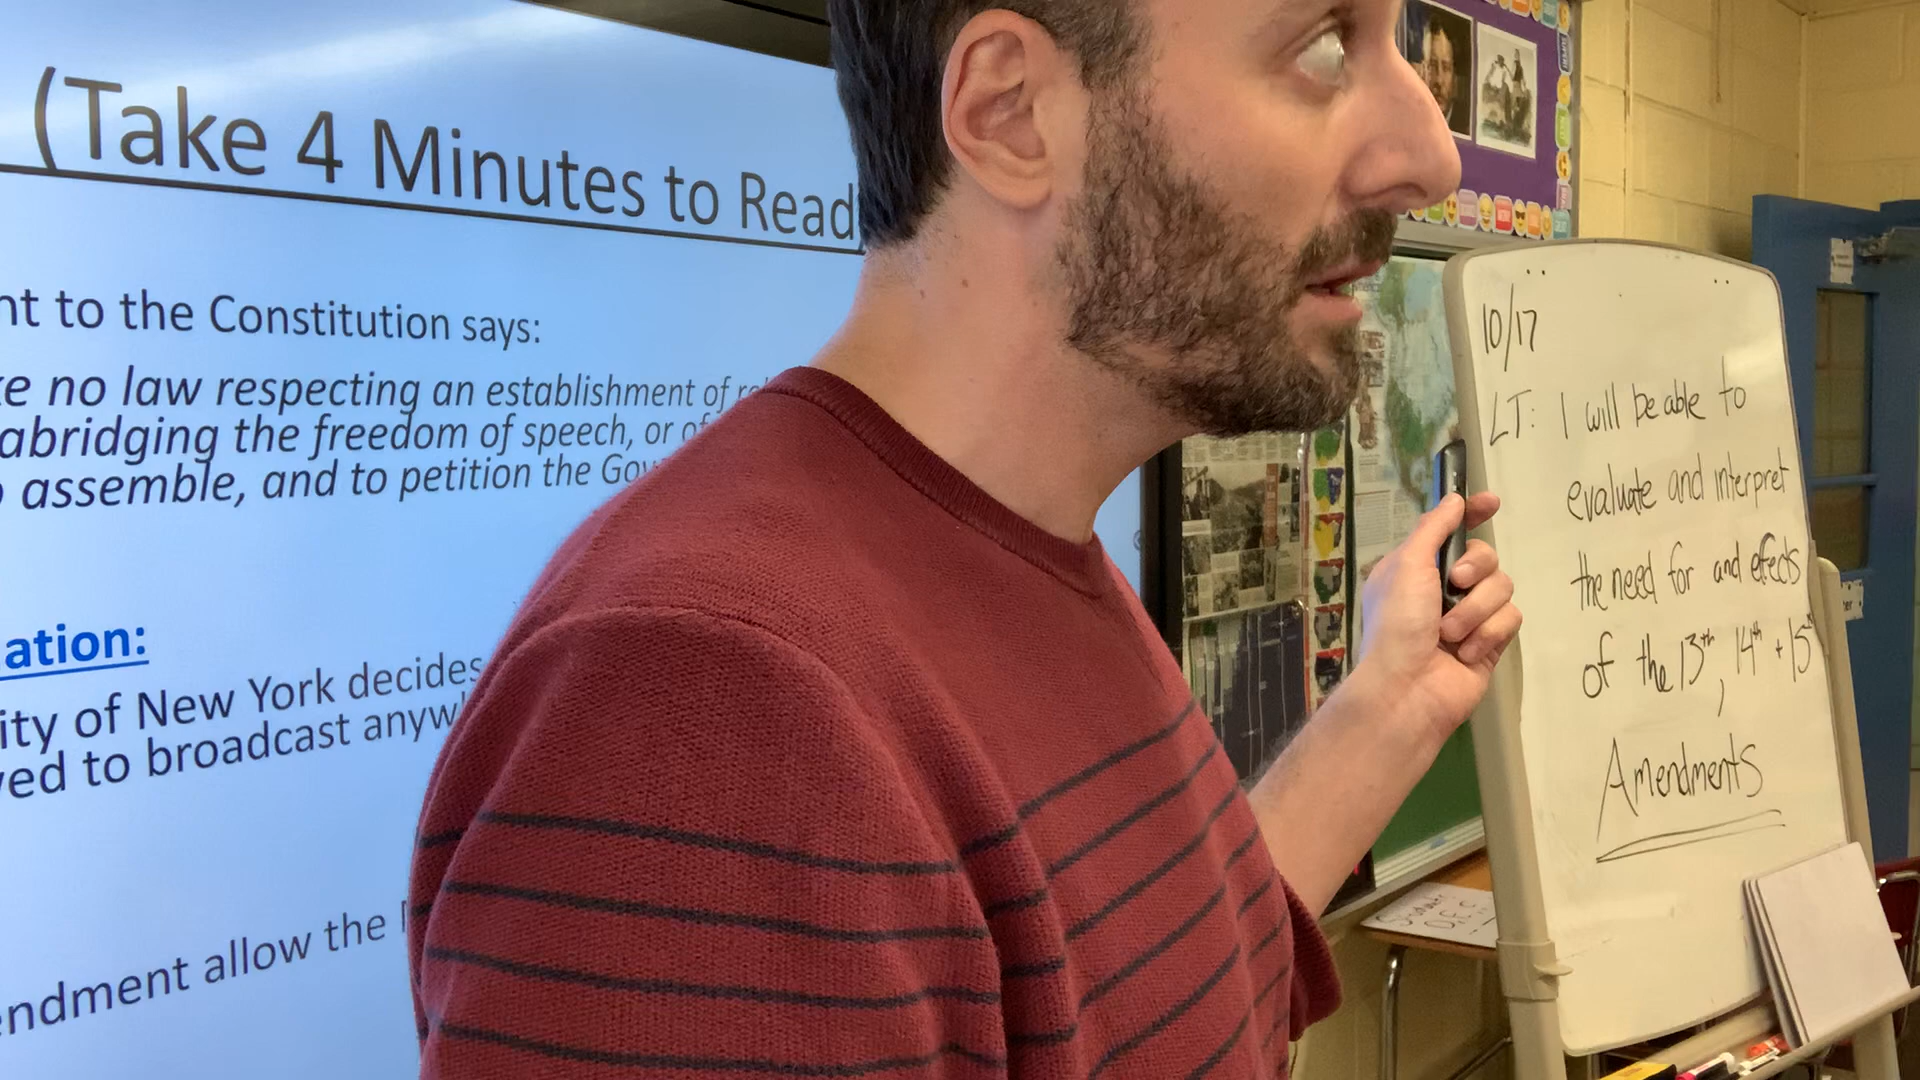 (Take 4 Minutes to Read
nt to the Constitution says:
ke no law respecting an establishment of
abridging the freedom of speech, or of
assemble, and to petition the Gov
ation:
ity of New York decides
wed to broadcast anywh
endment allow the
10/17
LT: I will be able to
evaluate and interpret
the need for and effects
of the 13th, 14th + 15th
Amendments